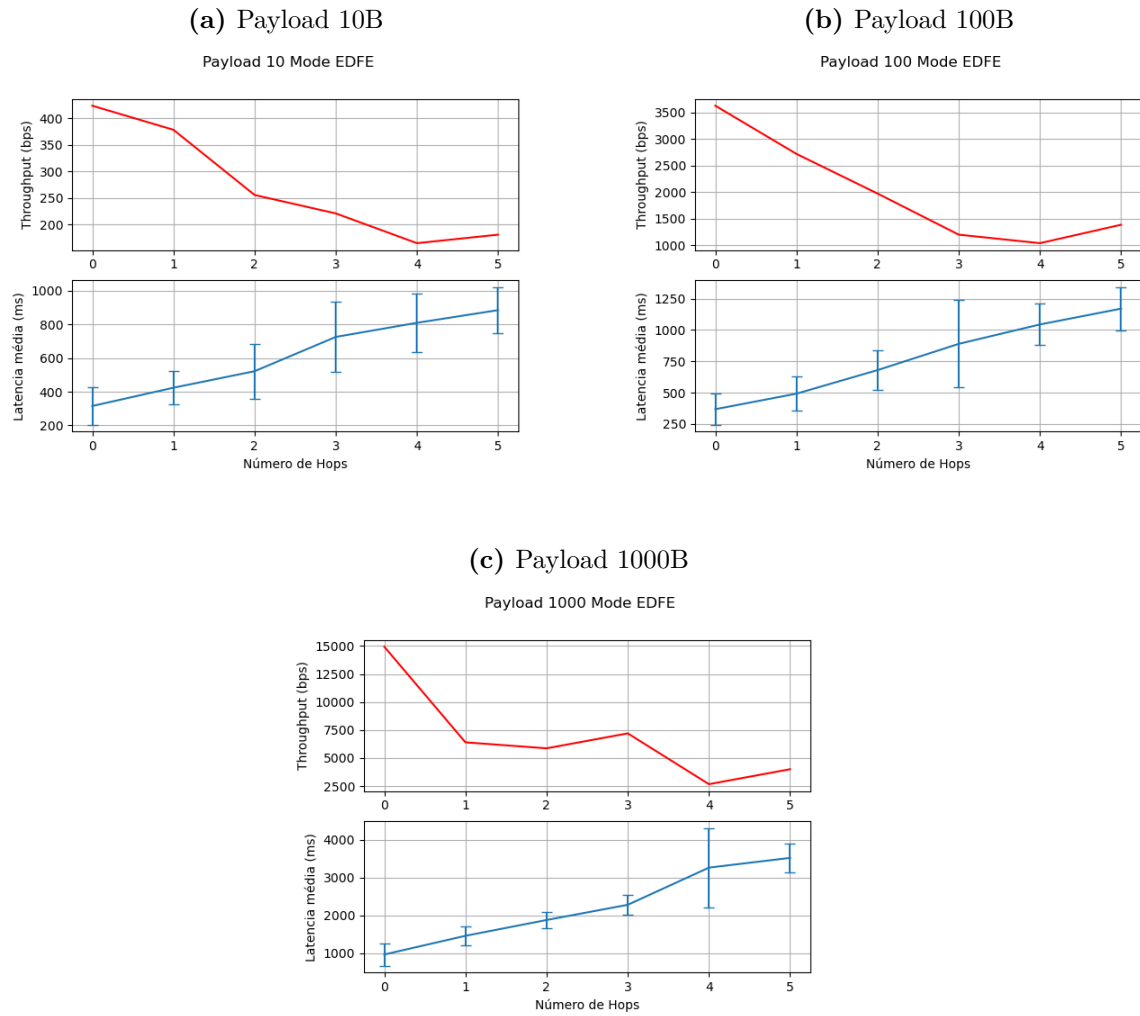 (a) Payload 10B
Payload 10 Mode EDFE
Throughput (bps)
400
350
300
250
200
0 1 2 3 4 5
Latencia média (ms)
1000
800
600
400
200
0 1 2 3 4 5
Número de Hops
(b) Payload 100B
Payload 100 Mode EDFE
Throughput (bps)
3500
3000
2500
2000
1500
1000
0 1 2 3 4 5
Latencia média (ms)
1250
1000
750
500
250
0 1 2 3 4 5
Número de Hops
(c) Payload 1000B
Payload 1000 Mode EDFE
Throughput (bps)
15000
12500
10000
7500
5000
2500
0 1 2 3 4 5
Latencia média (ms)
4000
3000
2000
1000
0 1 2 3 4 5
Número de Hops